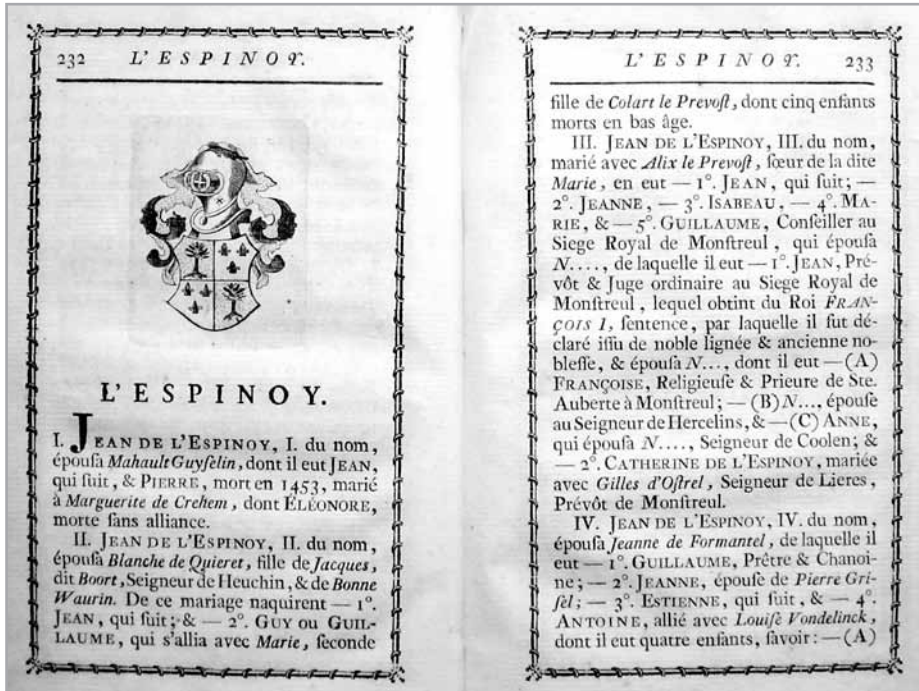 232 L'ESPINOY.
L'ESPINOY.
I. JEAN DE L'ESPINOY, I. du nom,
épouſa Mahault Guyſelin, dont il eut JEAN,
qui ſuit, & PIERRE, mort en 1453, marié
à Marguerite de Crehem, dont ÉLÉONORE,
morte ſans alliance.
II. JEAN DE L'ESPINOY, II. du nom,
épouſa Blanche de Quieret, fille de Jacques,
dit Boort, Seigneur de Heuchin, & de Bonne
Waurin. De ce mariage naquirent — 1°.
JEAN, qui ſuit; & — 2°. GUY ou GUIL-
LAUME, qui s'allia avec Marie, ſeconde
L'ESPINOY. 233
fille de Colart le Prevoſt, dont cinq enfants
morts en bas âge.
III. JEAN DE L'ESPINOY, III. du nom,
marié avec Alix le Prevoſt, ſœur de la dite
Marie, en eut — 1°. JEAN, qui ſuit; —
2°. JEANNE, — 3°. ISABEAU, — 4°. MA-
RIE, & — 5°. GUILLAUME, Conſeiller au
Siege Royal de Monſtreul, qui épouſa
N...., de laquelle il eut — 1°. JEAN, Pré-
vôt & Juge ordinaire au Siege Royal de
Monſtreul, lequel obtint du Roi FRAN-
ÇOIS I, ſentence, par laquelle il fut dé-
claré iſſu de noble lignée & ancienne no-
bleſſe, & épouſa N..., dont il eut — (A)
FRANÇOISE, Religieuſe & Prieure de Ste.
Auberte à Monſtreul; — (B) N..., épouſe
au Seigneur de Hercelins, & — (C) ANNE,
qui épouſa N...., Seigneur de Coolen; &
— 2°. CATHERINE DE L'ESPINOY, mariée
avec Gilles d'Oſtrel, Seigneur de Lieres,
Prévôt de Monſtreul.
IV. JEAN DE L'ESPINOY, IV. du nom,
épouſa Jeanne de Formantel, de laquelle il
eut — 1°. GUILLAUME, Prêtre & Chanoi-
ne; — 2°. JEANNE, épouſe de Pierre Gri-
ſel; — 3°. ESTIENNE, qui ſuit, & — 4°.
ANTOINE, allié avec Louiſe Vondelinck,
dont il eut quatre enfants, ſavoir: — (A)